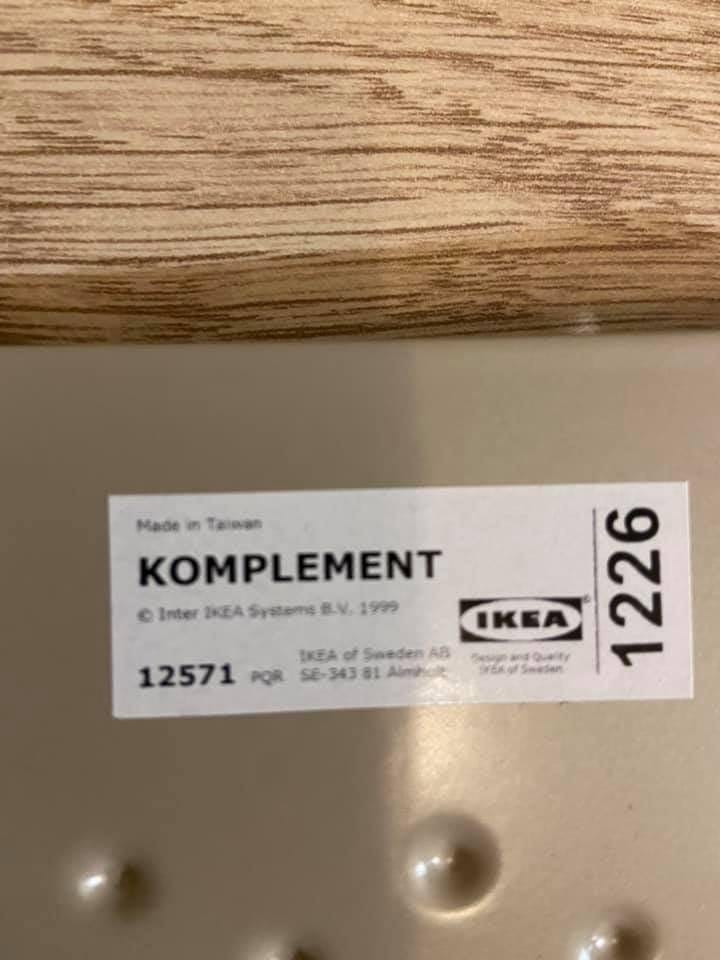 Made in Taiwan
KOMPLEMENT
© Inter IKEA Systems B.V. 1999
12571 PQR
IKEA of Sweden AB
SE-343 81 Älmhult
IKEA®
Design and Quality
IKEA of Sweden
1226